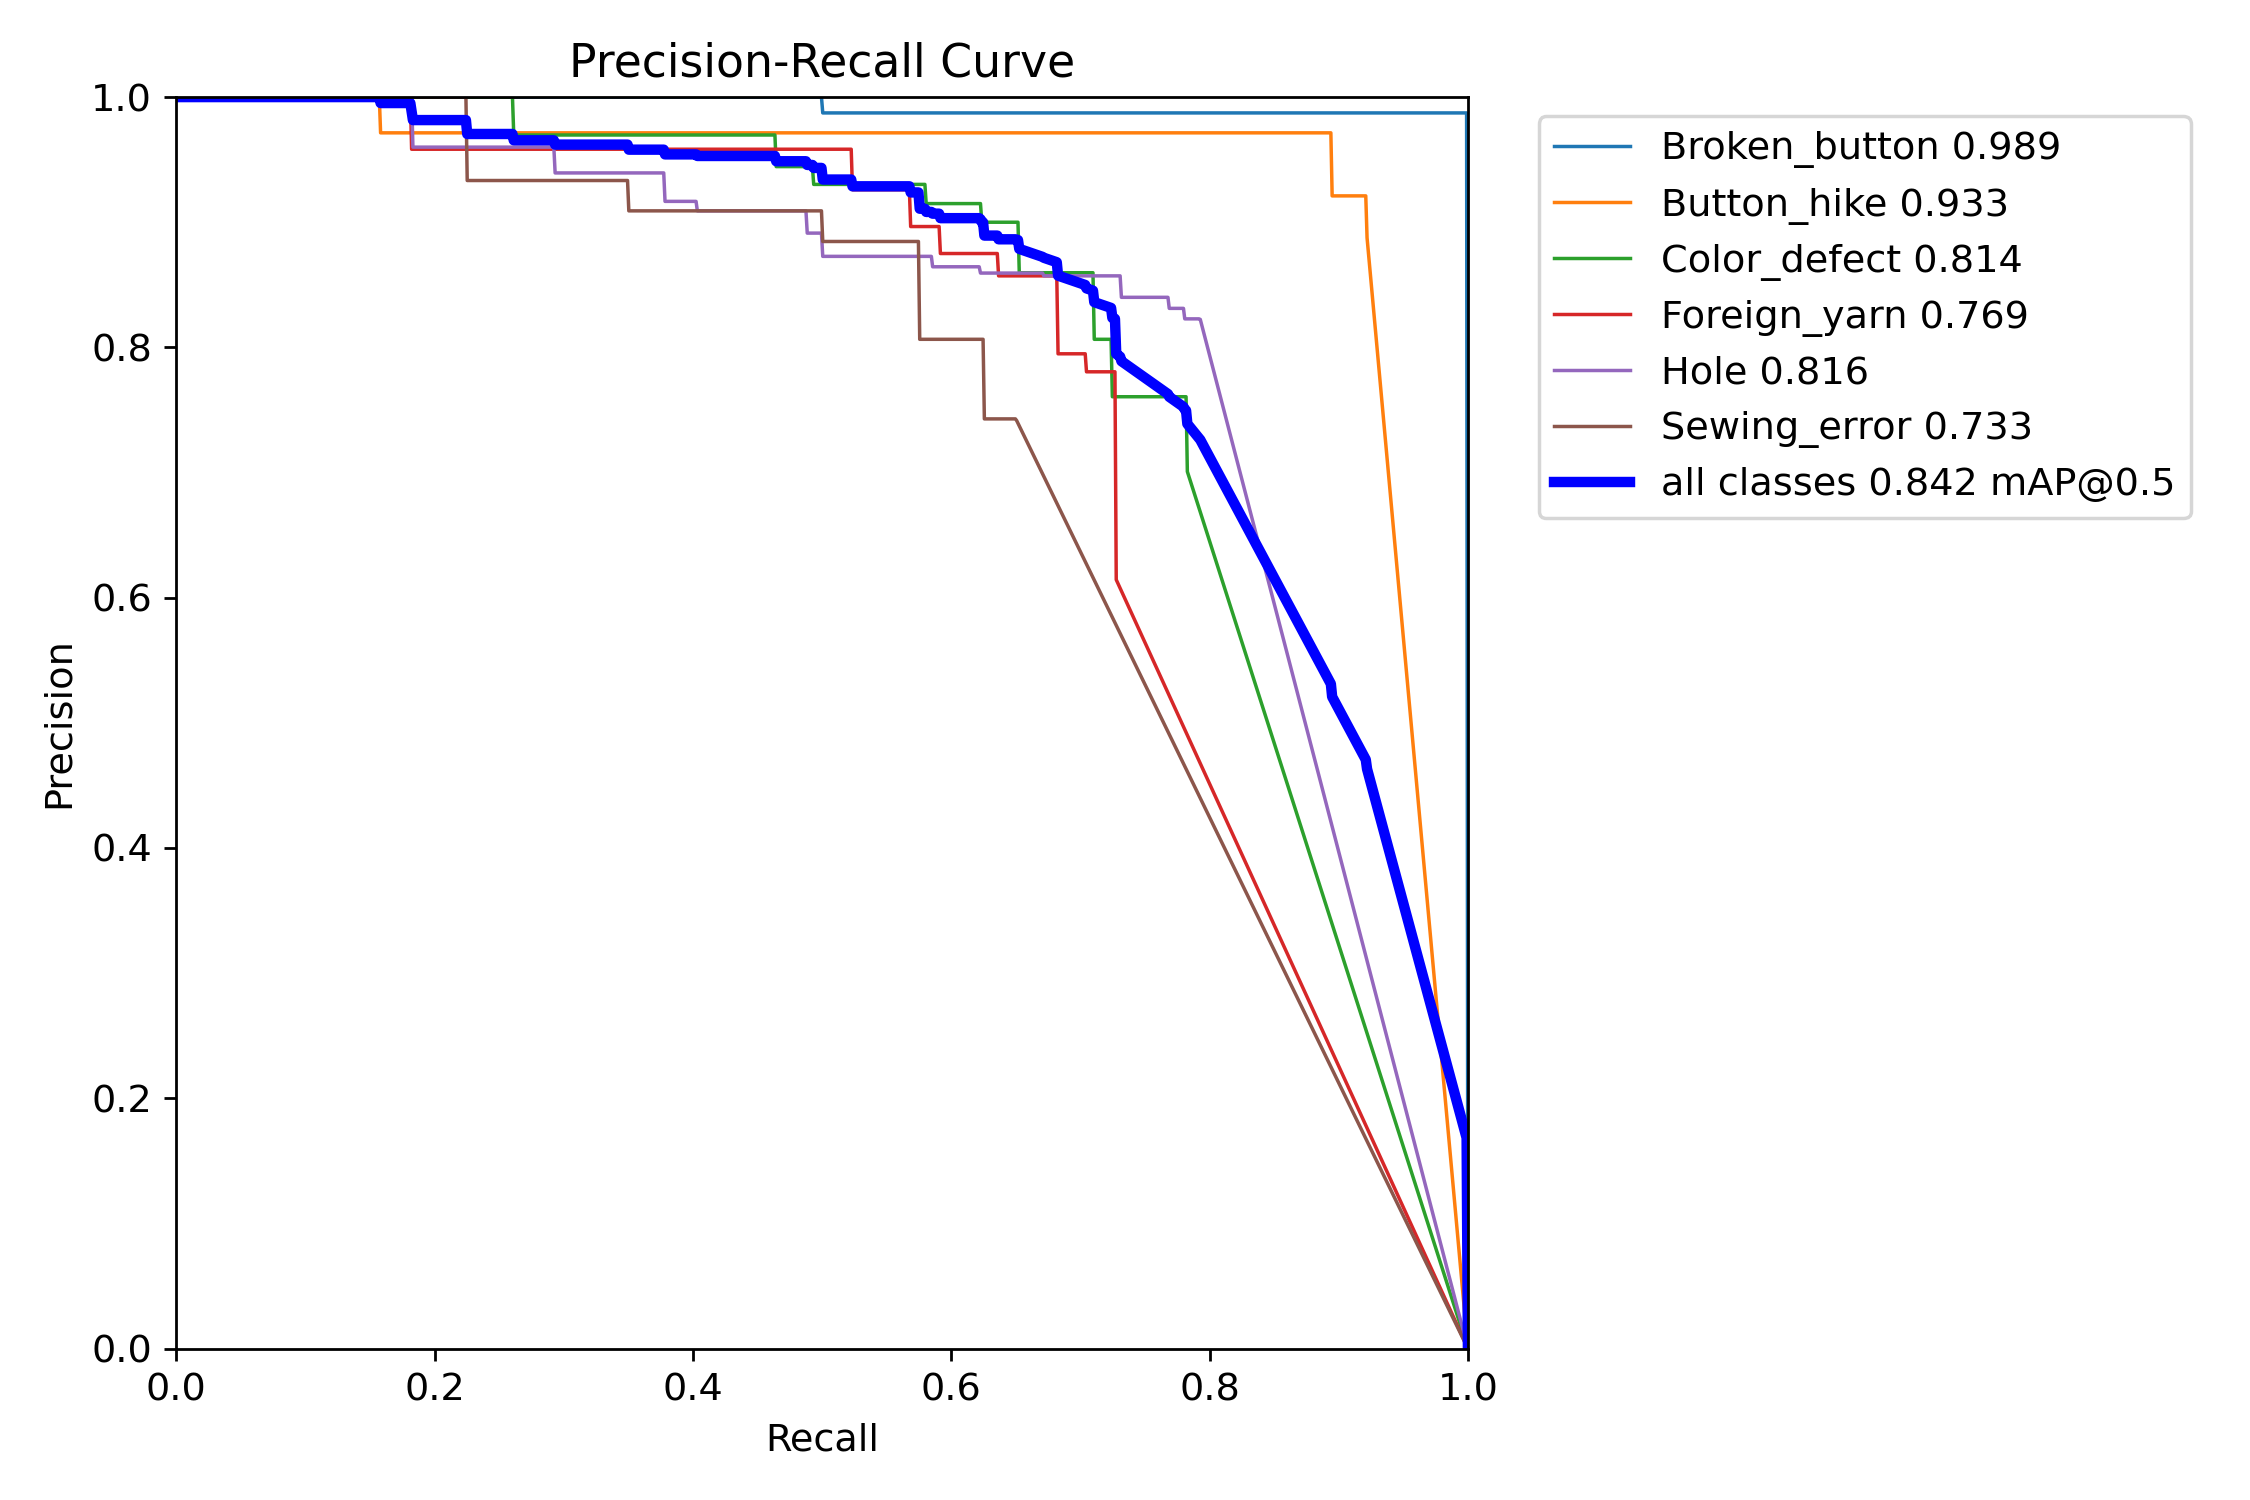 Precision-Recall Curve
1.0
0.8
0.6
0.4
0.2
0.0
Precision
0.0 0.2 0.4 0.6 0.8 1.0
Recall
Broken_button 0.989
Button_hike 0.933
Color_defect 0.814
Foreign_yarn 0.769
Hole 0.816
Sewing_error 0.733
all classes 0.842 mAP@0.5